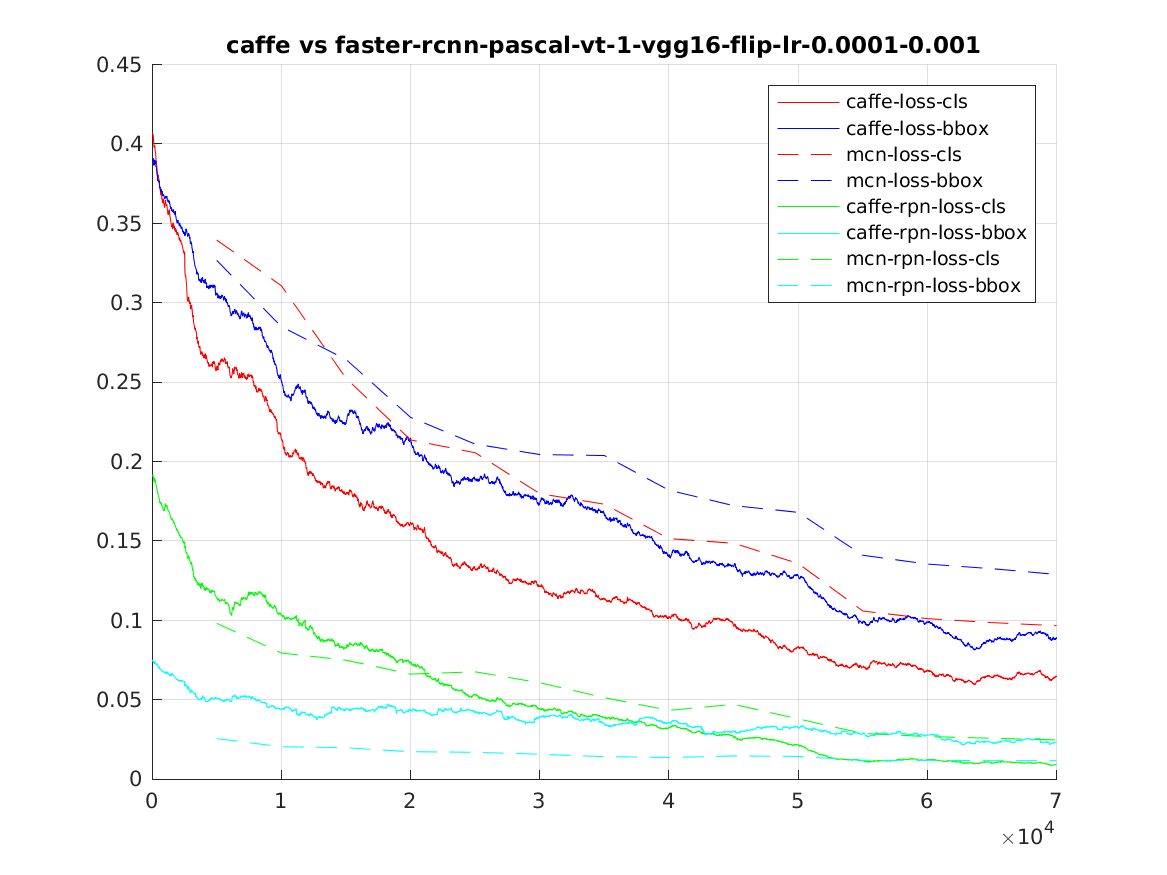 caffe vs faster-rcnn-pascal-vt-1-vgg16-flip-lr-0.0001-0.001
0.45
0.4
0.35
0.3
0.25
0.2
0.15
0.1
0.05
0
caffe-loss-cls
caffe-loss-bbox
mcn-loss-cls
mcn-loss-bbox
caffe-rpn-loss-cls
caffe-rpn-loss-bbox
mcn-rpn-loss-cls
mcn-rpn-loss-bbox
0 1 2 3 4 5 6 7
×10⁴